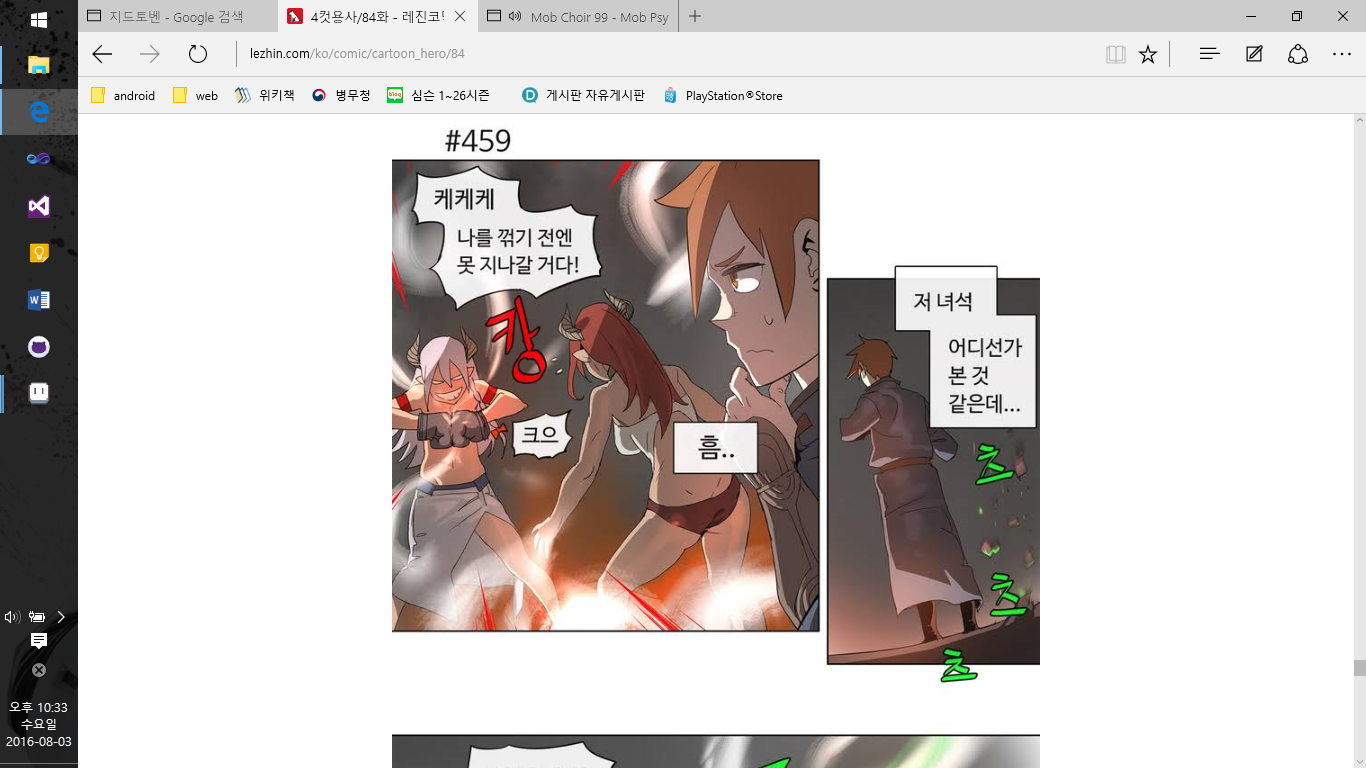 지드토벤 - Google 검색
4컷용사/84화 - 레진코믹
Mob Choir 99 - Mob Psy
lezhin.com/ko/comic/cartoon_hero/84
android
web
위키책
병무청
blog
심슨 1~26시즌
게시판 자유게시판
PlayStation®Store
#459
케케케
나를 꺾기 전엔
못 지나갈 거다!
캉
크으
흠..
저 녀석
어디선가
본 것
같은데...
츠
츠
츠
오후 10:33
수요일
2016-08-03